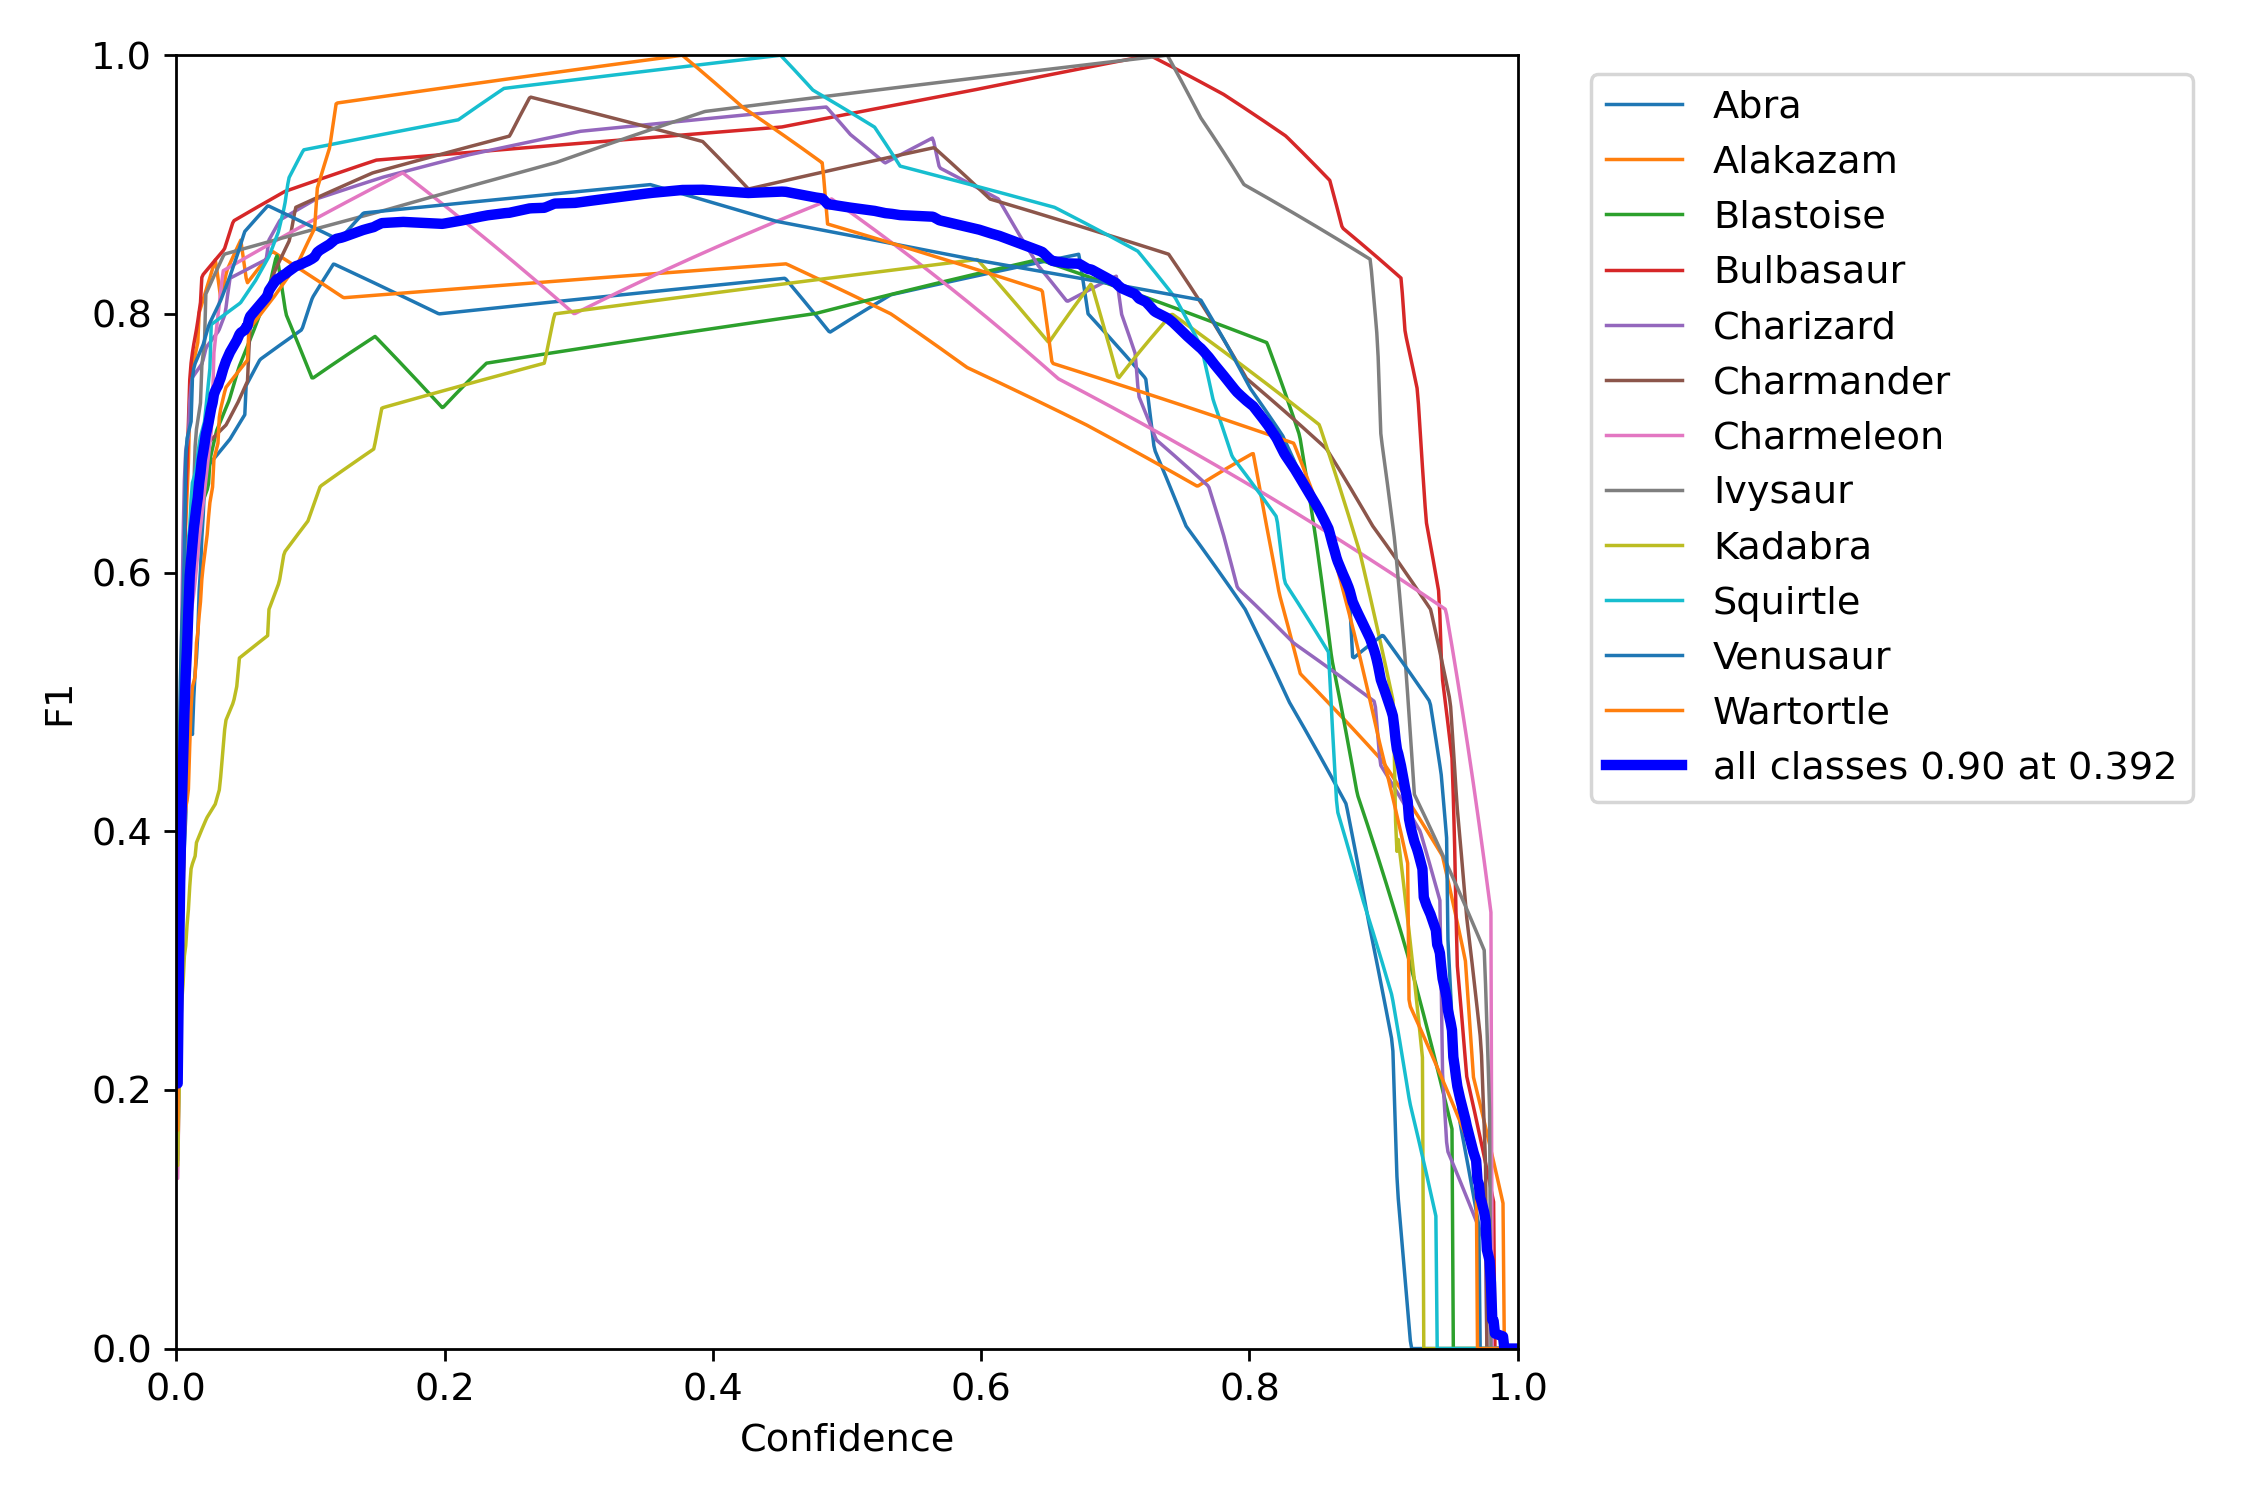 1.0
0.8
0.6
0.4
0.2
0.0
F1
0.0 0.2 0.4 0.6 0.8 1.0
Confidence
Abra
Alakazam
Blastoise
Bulbasaur
Charizard
Charmander
Charmeleon
Ivysaur
Kadabra
Squirtle
Venusaur
Wartortle
all classes 0.90 at 0.392